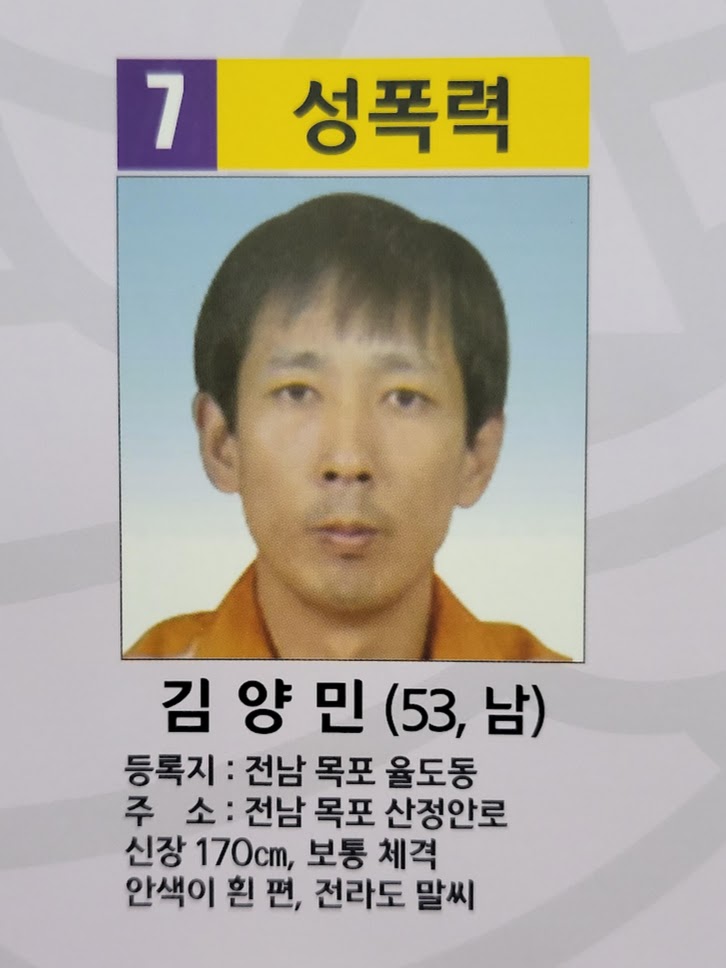 7 성폭력
김양민 (53, 남)
등록지 : 전남 목포 율도동
주 소 : 전남 목포 산정안로
신장 170cm, 보통 체격
안색이 흰 편, 전라도 말씨